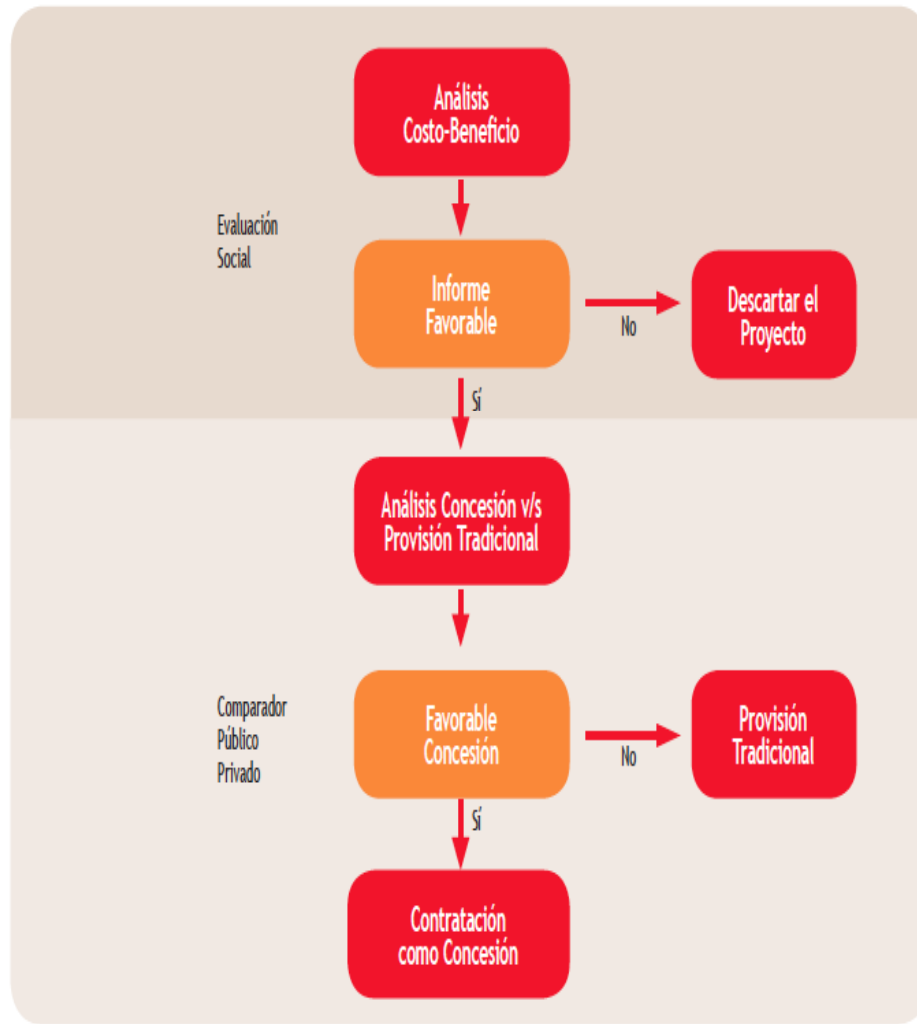 Análisis
Costo-Beneficio
Evaluación
Social
Informe
Favorable
No
Descartar el
Proyecto
Sí
Análisis Concesión v/s
Provisión Tradicional
Comparador
Público
Privado
Favorable
Concesión
No
Provisión
Tradicional
Sí
Contratación
como Concesión